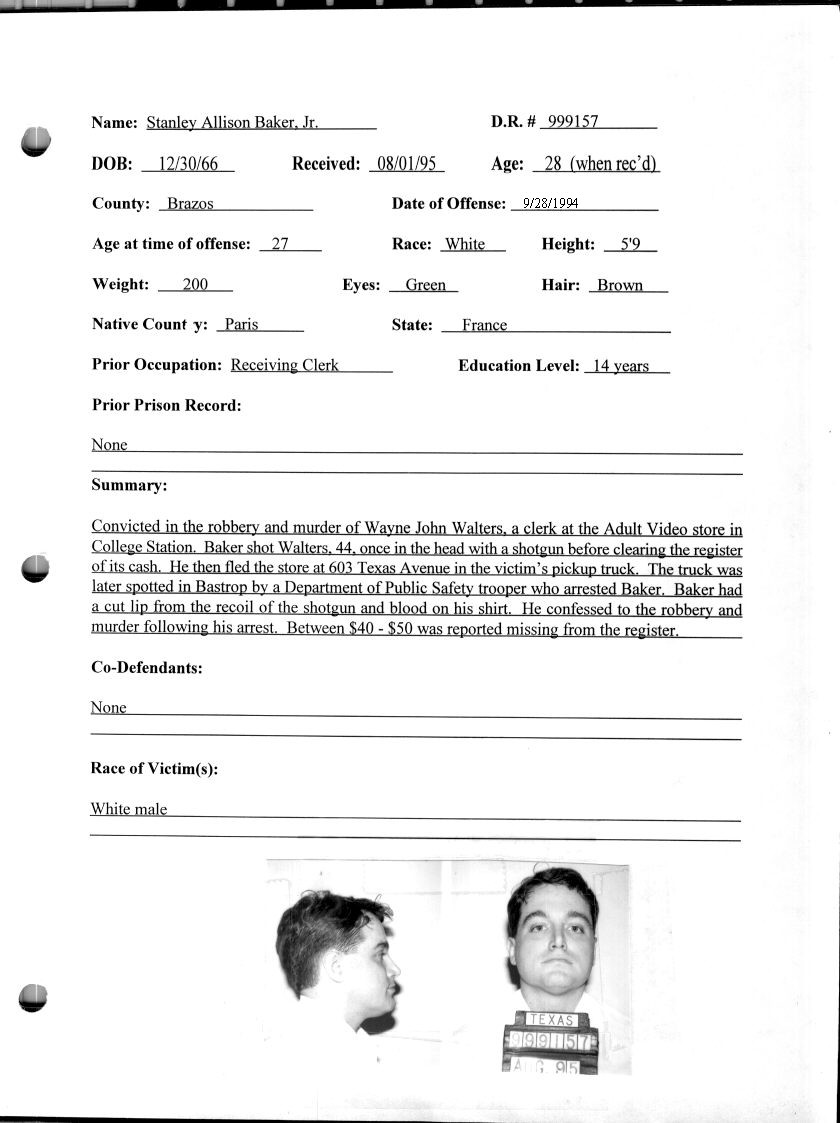 Name: Stanley Allison Baker, Jr. D.R. # 999157
DOB: 12/30/66 Received: 08/01/95 Age: 28 (when rec'd)
County: Brazos Date of Offense: 9/28/1994
Age at time of offense: 27 Race: White Height: 5'9
Weight: 200 Eyes: Green Hair: Brown
Native Count y: Paris State: France
Prior Occupation: Receiving Clerk Education Level: 14 years
Prior Prison Record:
None
Summary:
Convicted in the robbery and murder of Wayne John Walters, a clerk at the Adult Video store in
College Station. Baker shot Walters, 44, once in the head with a shotgun before clearing the register
of its cash. He then fled the store at 603 Texas Avenue in the victim's pickup truck. The truck was
later spotted in Bastrop by a Department of Public Safety trooper who arrested Baker. Baker had
a cut lip from the recoil of the shotgun and blood on his shirt. He confessed to the robbery and
murder following his arrest. Between $40 - $50 was reported missing from the register.
Co-Defendants:
None
Race of Victim(s):
White male
TEXAS
999157
AUG. 95